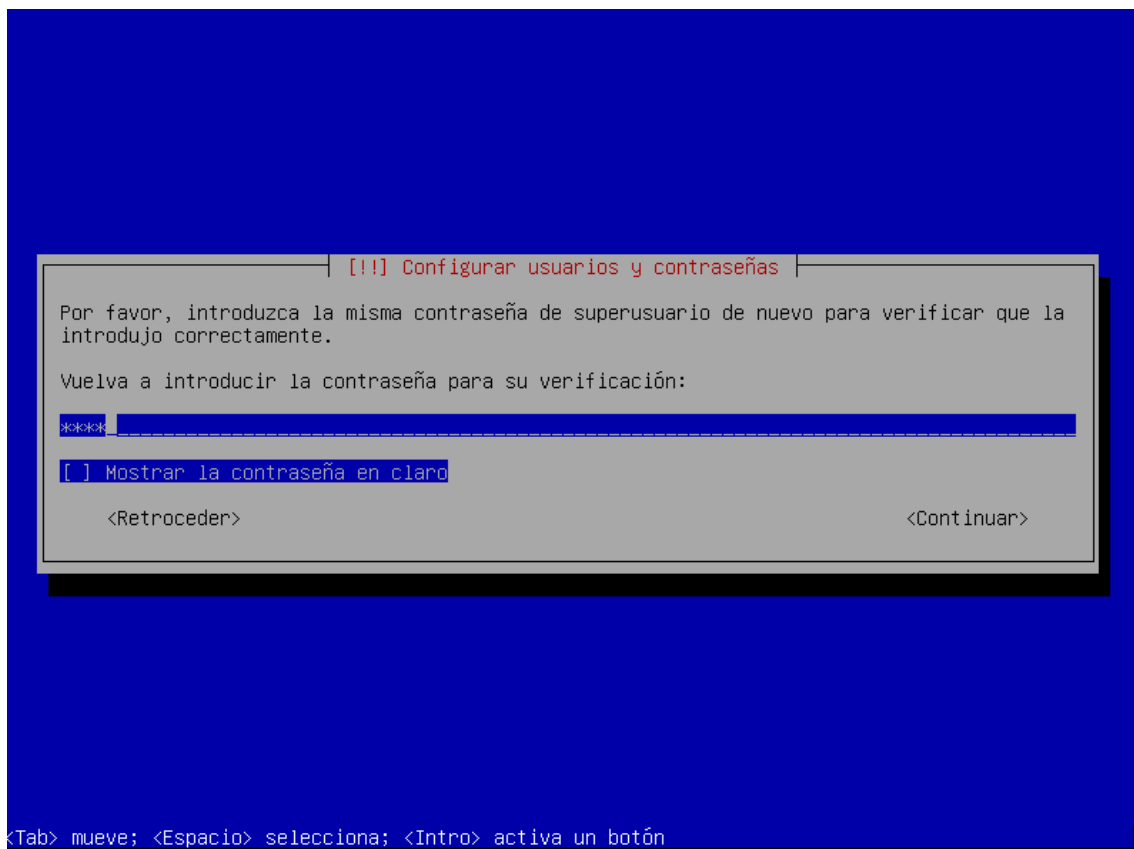 [!!] Configurar usuarios y contraseñas
Por favor, introduzca la misma contraseña de superusuario de nuevo para verificar que la
introdujo correctamente.
Vuelva a introducir la contraseña para su verificación:
****
[ ] Mostrar la contraseña en claro
<Retroceder> <Continuar>
<Tab> mueve; <Espacio> selecciona; <Intro> activa un botón